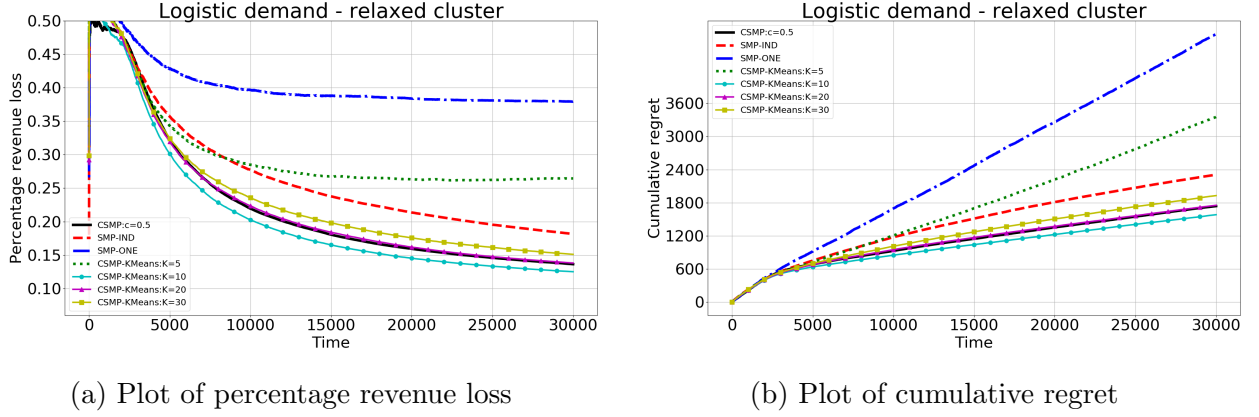 Logistic demand - relaxed cluster
Percentage revenue loss
0.50
0.45
0.40
0.35
0.30
0.25
0.20
0.15
0.10
CSMP:c=0.5
SMP-IND
SMP-ONE
CSMP-KMeans:K=5
CSMP-KMeans:K=10
CSMP-KMeans:K=20
CSMP-KMeans:K=30
0 5000 10000 15000 20000 25000 30000
Time
(a) Plot of percentage revenue loss
Logistic demand - relaxed cluster
Cumulative regret
CSMP:c=0.5
SMP-IND
SMP-ONE
CSMP-KMeans:K=5
CSMP-KMeans:K=10
CSMP-KMeans:K=20
CSMP-KMeans:K=30
3600
3000
2400
1800
1200
600
0
0 5000 10000 15000 20000 25000 30000
Time
(b) Plot of cumulative regret